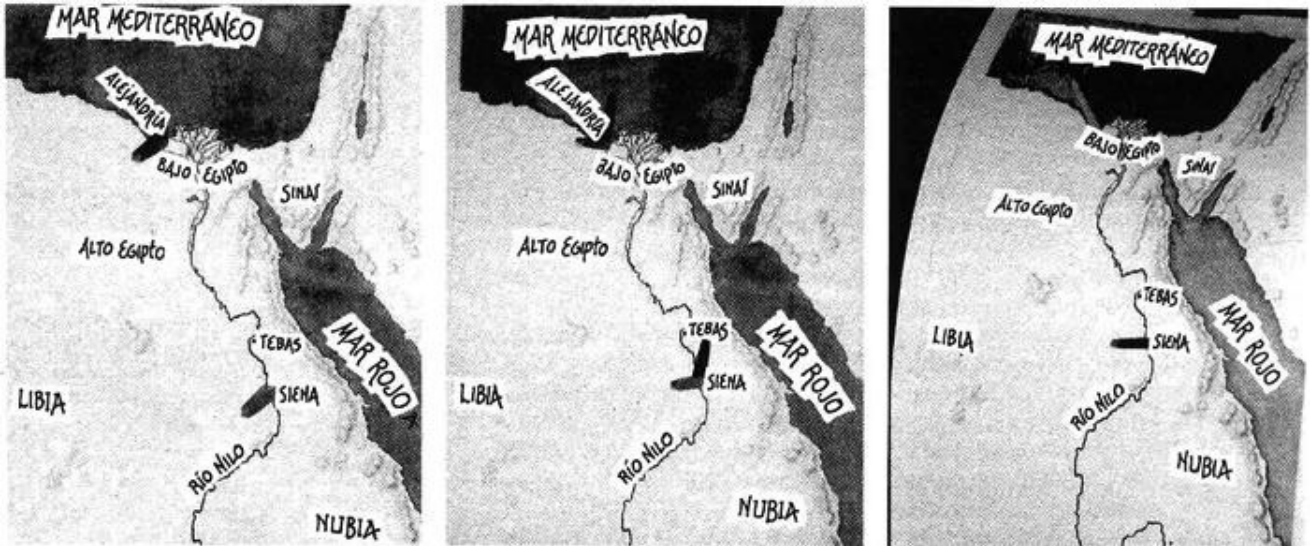 MAR MEDITERRÁNEO
ALEJANDRÍA
BAJO EGIPTO
SINAÍ
ALTO EGIPTO
TEBAS
MAR ROJO
SIENA
LIBIA
RÍO NILO
NUBIA
MAR MEDITERRÁNEO
ALEJANDRÍA
BAJO EGIPTO
SINAÍ
ALTO EGIPTO
TEBAS
MAR ROJO
SIENA
LIBIA
RÍO NILO
NUBIA
MAR MEDITERRÁNEO
BAJO EGIPTO
SINAÍ
ALTO EGIPTO
TEBAS
LIBIA
SIENA
MAR ROJO
RÍO NILO
NUBIA